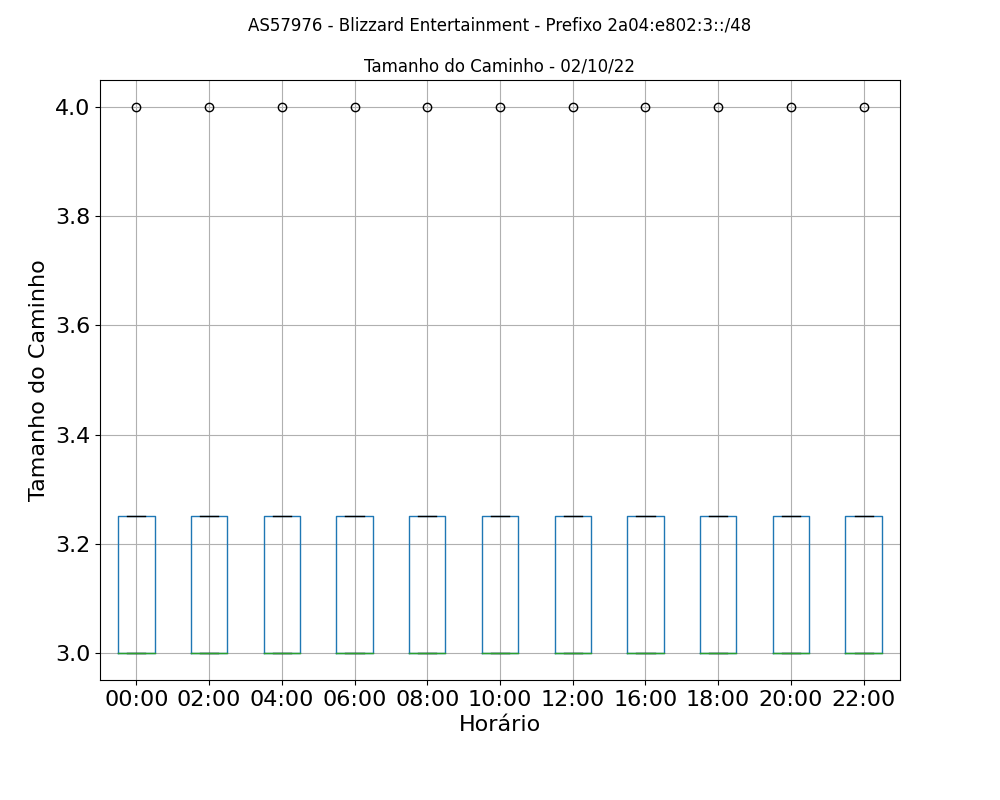 AS57976 - Blizzard Entertainment - Prefixo 2a04:e802:3::/48
Tamanho do Caminho - 02/10/22
4.0
3.8
3.6
3.4
3.2
3.0
Tamanho do Caminho
00:00 02:00 04:00 06:00 08:00 10:00 12:00 16:00 18:00 20:00 22:00
Horário